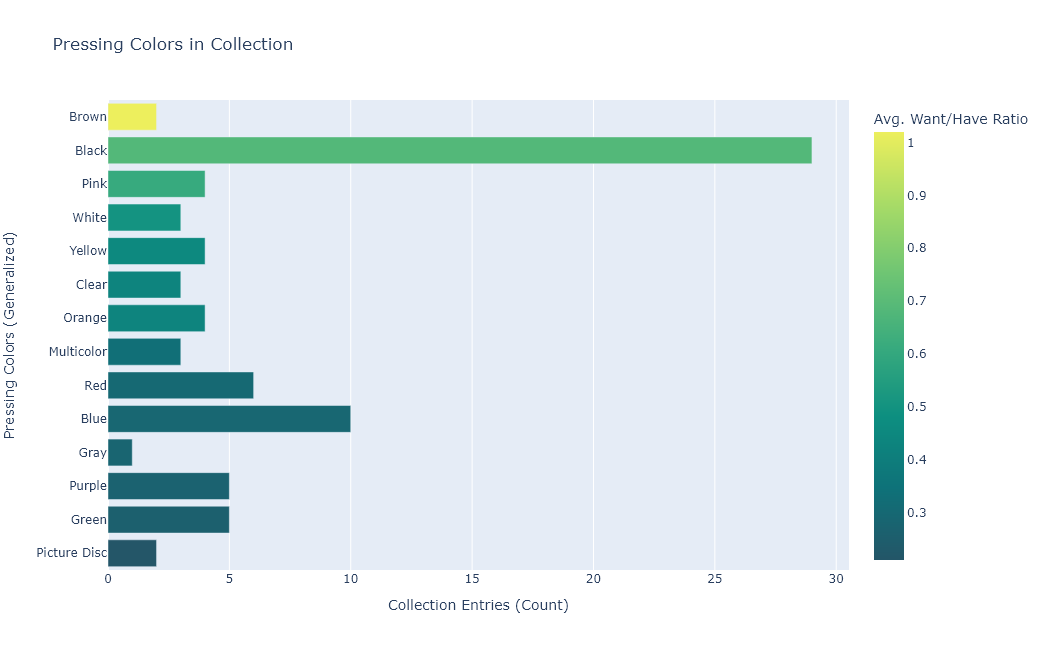 Pressing Colors in Collection
Pressing Colors (Generalized)
Brown
Black
Pink
White
Yellow
Clear
Orange
Multicolor
Red
Blue
Gray
Purple
Green
Picture Disc
0 5 10 15 20 25 30
Collection Entries (Count)
Avg. Want/Have Ratio
1
0.9
0.8
0.7
0.6
0.5
0.4
0.3